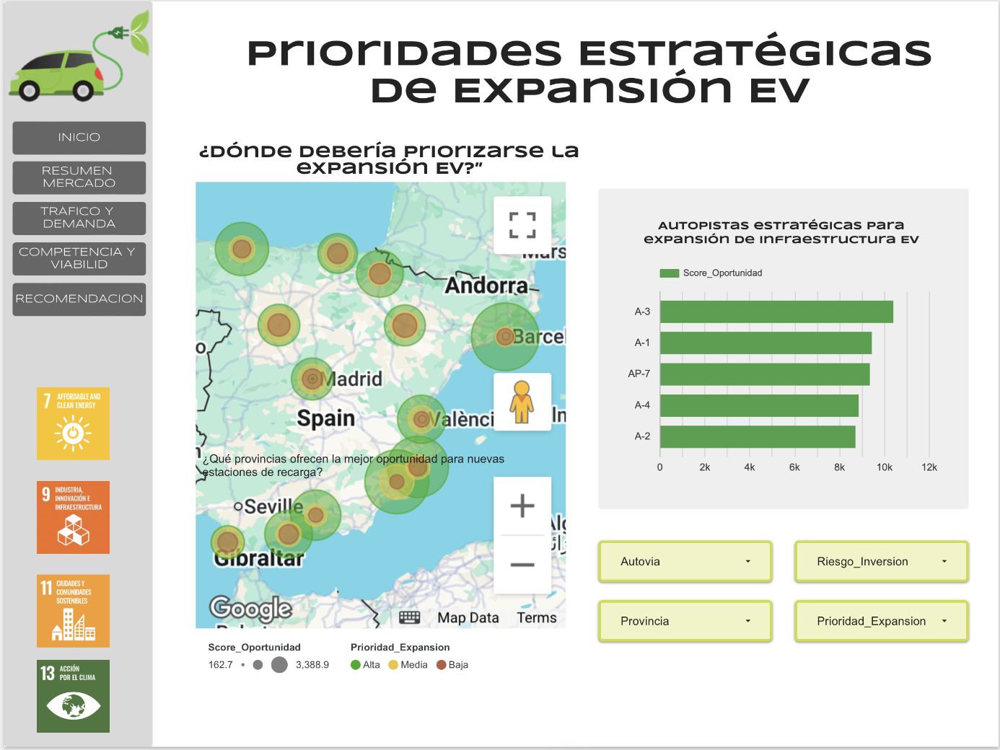 Prioridades Estratégicas
de Expansión EV
INICIO
RESUMEN
MERCADO
TRÁFICO Y
DEMANDA
COMPETENCIA Y
VIABILID
RECOMENDACIÓN
7 AFFORDABLE AND
CLEAN ENERGY
9 INDUSTRIA,
INNOVACIÓN E
INFRAESTRUCTURA
11 CIUDADES Y
COMUNIDADES
SOSTENIBLES
13 ACCIÓN
POR EL CLIMA
¿Dónde debería priorizarse la
expansión EV?”
Mars
Andorra
Barcel
Madrid
Spain
Valènci
¿Qué provincias ofrecen la mejor oportunidad para nuevas
estaciones de recarga?
Seville
Gibraltar
Google
Map Data Terms
Score_Oportunidad
162.7 3,388.9
Prioridad_Expansion
Alta Media Baja
Autopistas estratégicas para
expansión de infraestructura EV
Score_Oportunidad
A-3
A-1
AP-7
A-4
A-2
0 2k 4k 6k 8k 10k 12k
Autovia
Riesgo_Inversion
Provincia
Prioridad_Expansion